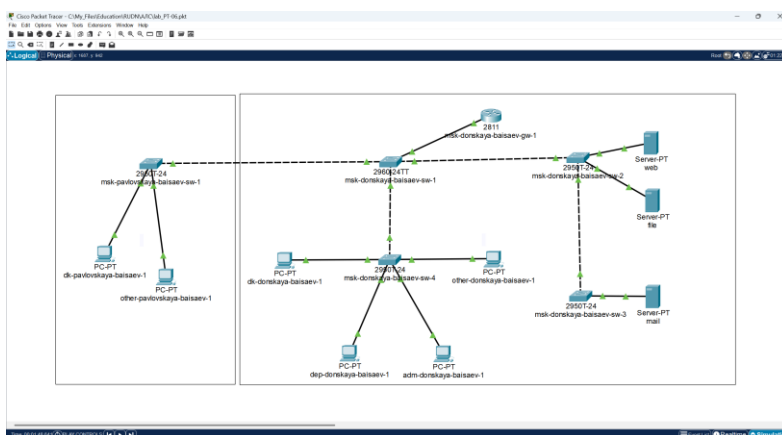 Cisco Packet Tracer - C:\My_Files\Education\RUDN\АЛС\lab_PT-06.pkt
File Edit Options View Tools Extensions Window Help
Logical Physical
Root
2811
msk-donskaya-baisaev-gw-1
2950T-24
msk-pavlovskaya-baisaev-sw-1
2960-24TT
msk-donskaya-baisaev-sw-1
2950T-24
msk-donskaya-baisaev-sw-2
Server-PT
web
Server-PT
file
PC-PT
dk-pavlovskaya-baisaev-1
PC-PT
other-pavlovskaya-baisaev-1
PC-PT
dk-donskaya-baisaev-1
2950T-24
msk-donskaya-baisaev-sw-4
PC-PT
other-donskaya-baisaev-1
2950T-24
msk-donskaya-baisaev-sw-3
Server-PT
mail
PC-PT
dep-donskaya-baisaev-1
PC-PT
adm-donskaya-baisaev-1
Realtime